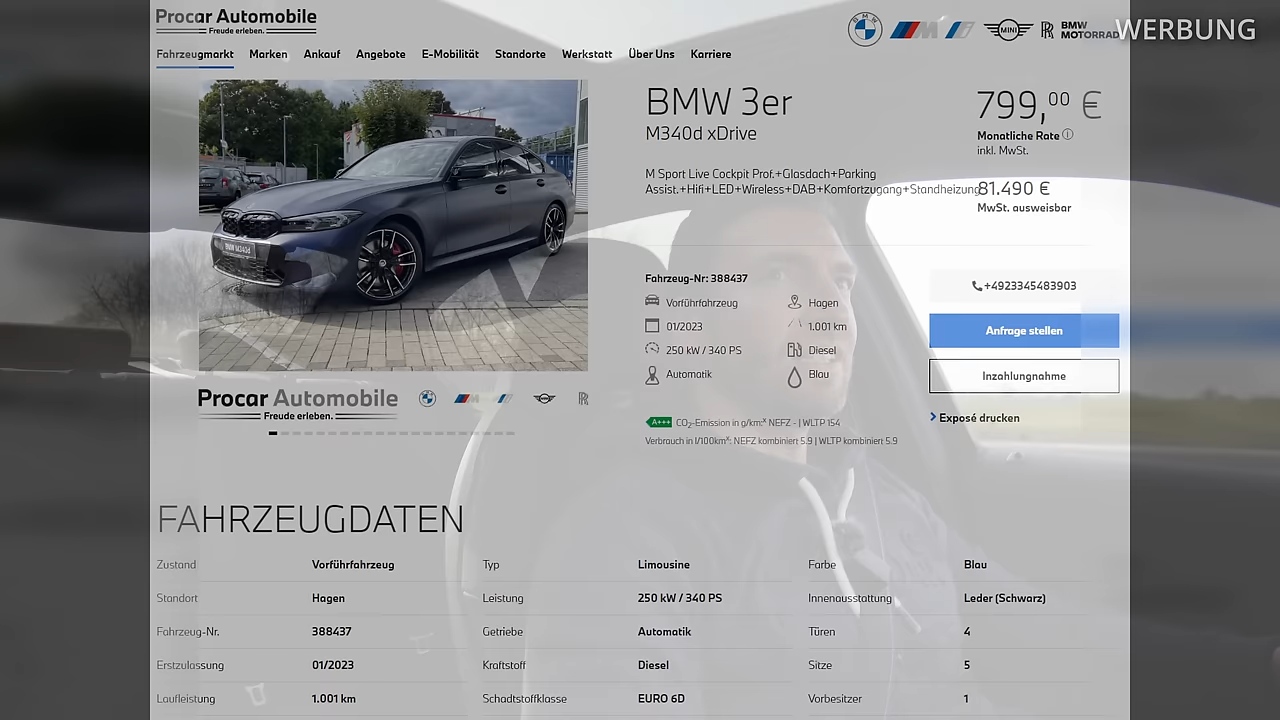 Procar Automobile
Freude erleben.
MINI
BMW
MOTORRAD
WERBUNG
Fahrzeugmarkt Marken Ankauf Angebote E-Mobilität Standorte Werkstatt Über Uns Karriere
BMW 3er
M340d xDrive
799,00 €
Monatliche Rate
inkl. MwSt.
M Sport Live Cockpit Prof.+Glasdach+Parking
Assist.+Hifi+LED+Wireless+DAB+Komfortzugang+Standheizung
81.490 €
MwSt. ausweisbar
BMW M340d
Fahrzeug-Nr: 388437
Vorführfahrzeug Hagen
01/2023 1.001 km
250 kW / 340 PS Diesel
Automatik Blau
+4923345483903
Anfrage stellen
Inzahlungnahme
Exposé drucken
Procar Automobile
Freude erleben.
A+++ CO₂-Emission in g/km:* NEFZ - | WLTP 154
Verbrauch in l/100km*: NEFZ kombiniert 5.9 | WLTP kombiniert 5.9
FAHRZEUGDATEN
Zustand Vorführfahrzeug Typ Limousine Farbe Blau
Standort Hagen Leistung 250 kW / 340 PS Innenausstattung Leder (Schwarz)
Fahrzeug-Nr. 388437 Getriebe Automatik Türen 4
Erstzulassung 01/2023 Kraftstoff Diesel Sitze 5
Laufleistung 1.001 km Schadtstoffklasse EURO 6D Vorbesitzer 1